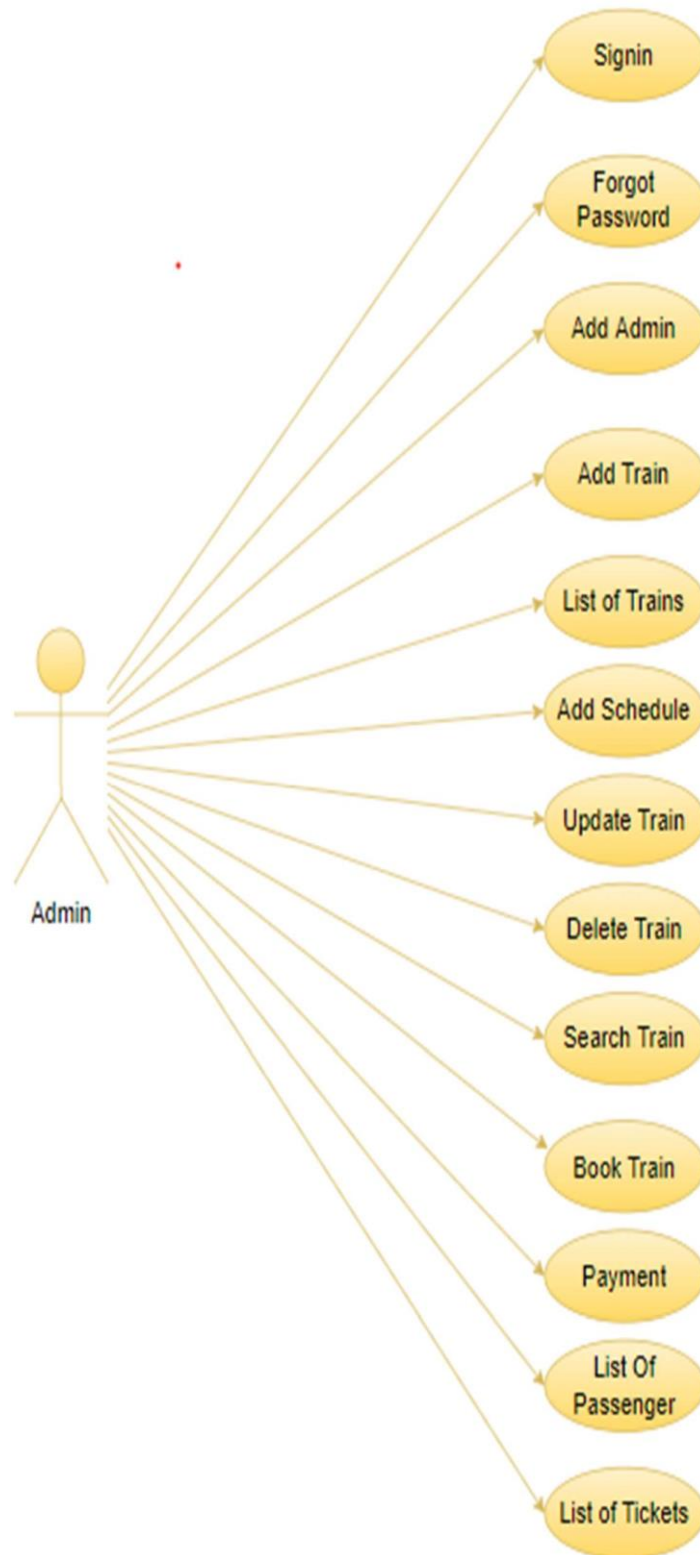 Signin
Forgot
Password
Add Admin
Add Train
List of Trains
Add Schedule
Update Train
Admin
Delete Train
Search Train
Book Train
Payment
List Of
Passenger
List of Tickets